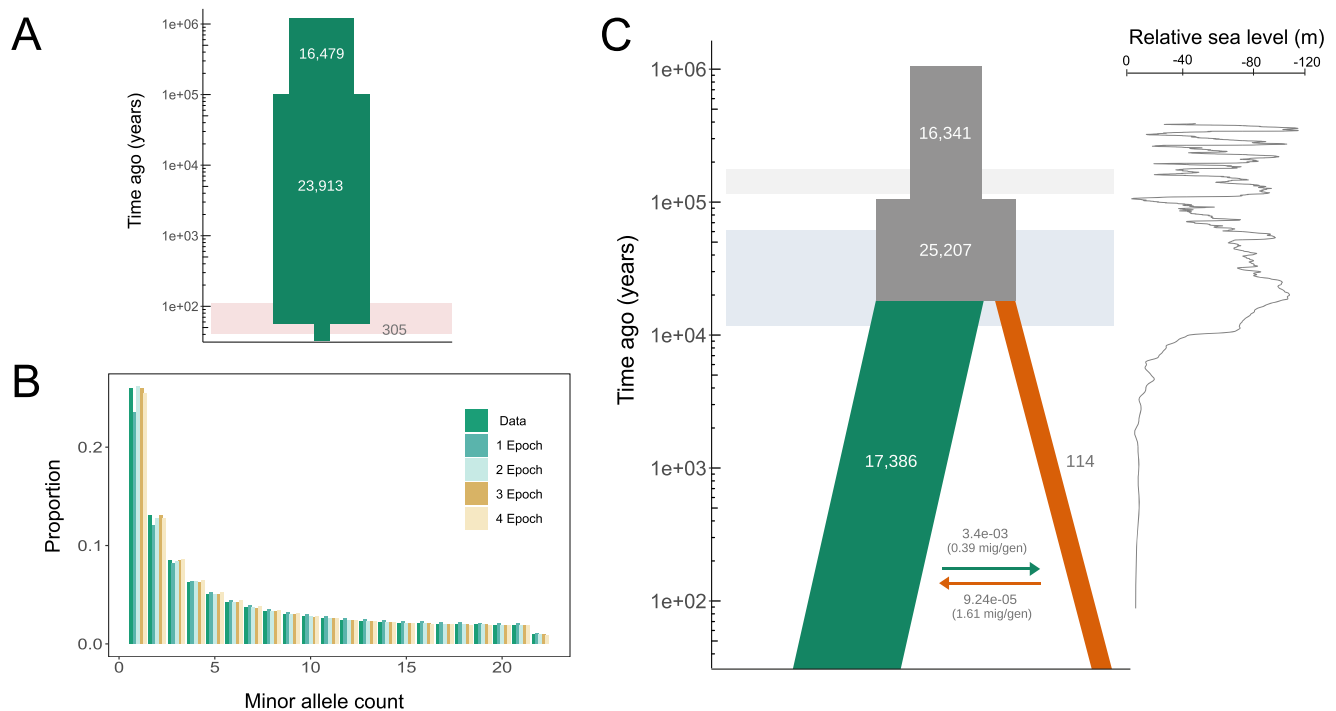 A
1e+06
1e+05
1e+04
1e+03
1e+02
Time ago (years)
16,479
23,913
305
B
0.2
0.1
0.0
Proportion
0
5
10
15
20
Minor allele count
Data
1 Epoch
2 Epoch
3 Epoch
4 Epoch
C
1e+06
1e+05
1e+04
1e+03
1e+02
Time ago (years)
16,341
25,207
17,386
114
3.4e-03
(0.39 mig/gen)
9.24e-05
(1.61 mig/gen)
Relative sea level (m)
0
-40
-80
-120